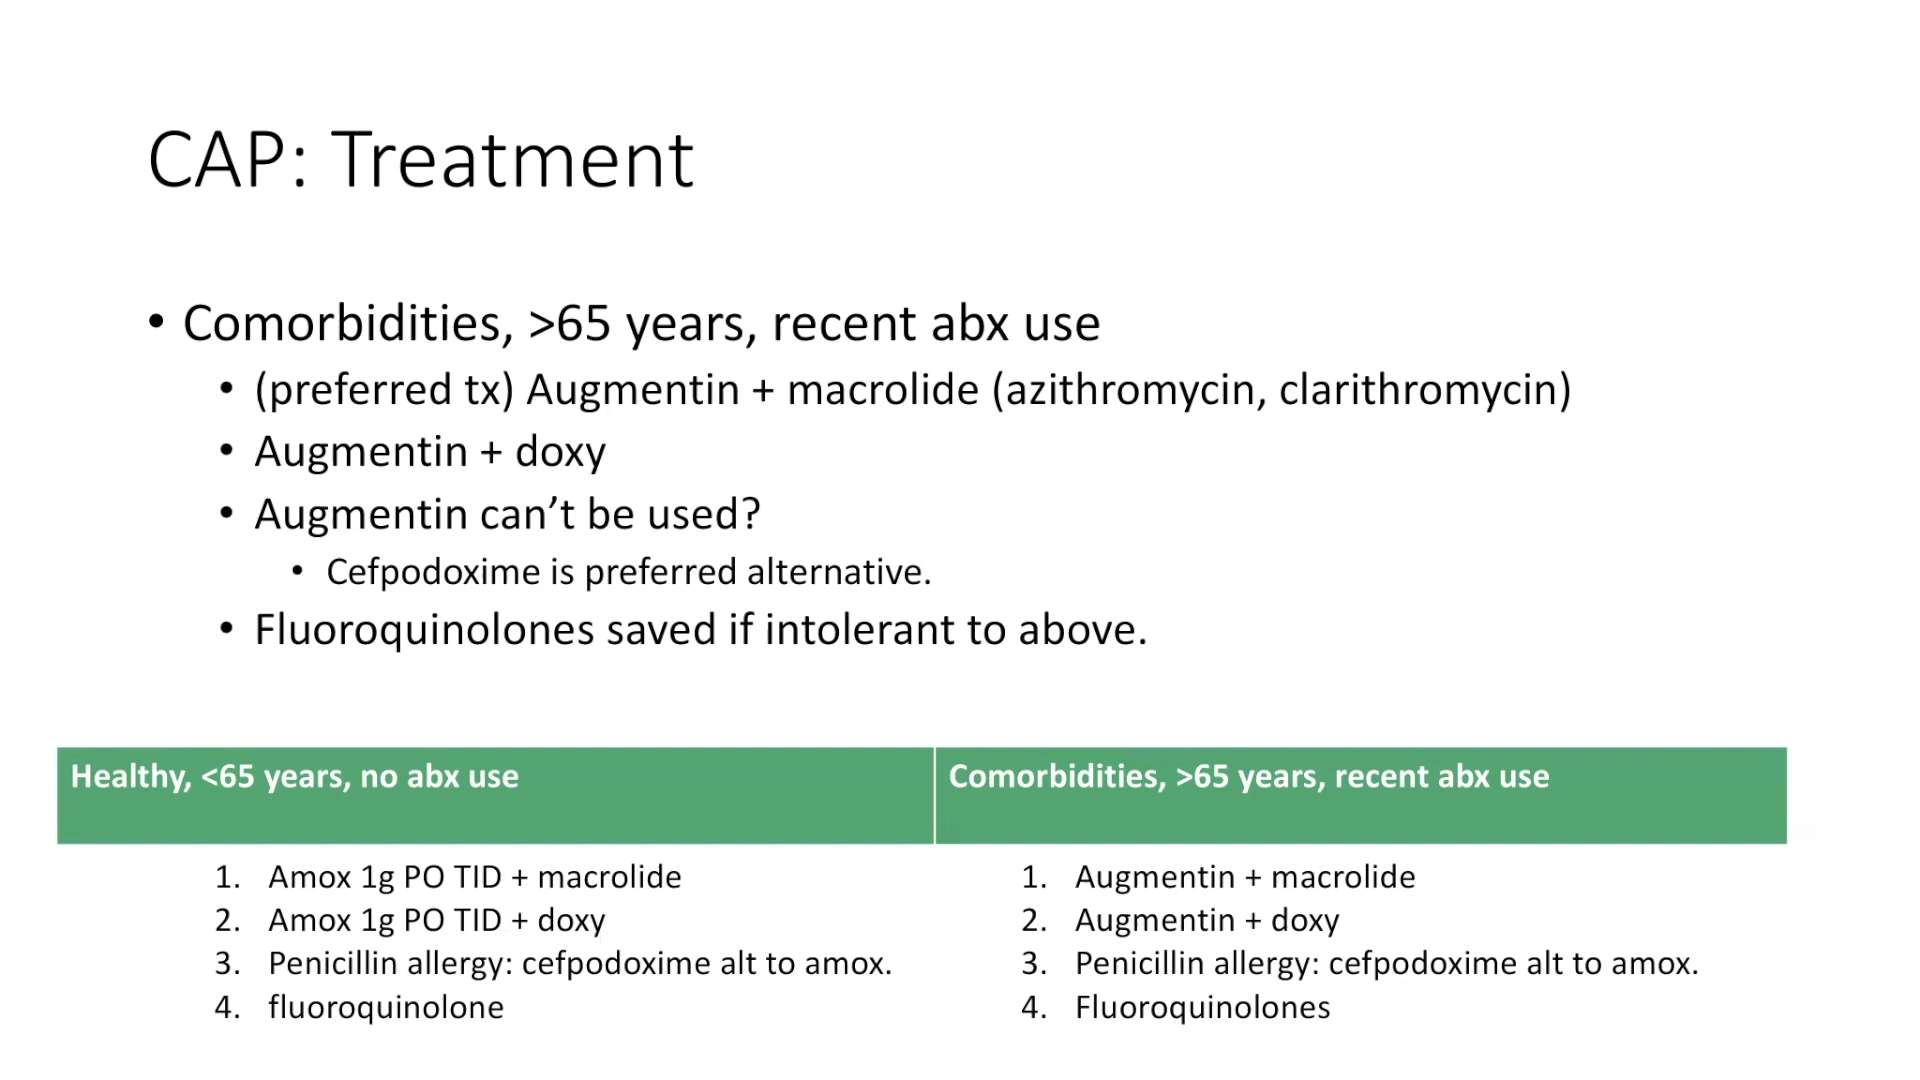 CAP: Treatment
• Comorbidities, >65 years, recent abx use
• (preferred tx) Augmentin + macrolide (azithromycin, clarithromycin)
• Augmentin + doxy
• Augmentin can’t be used?
• Cefpodoxime is preferred alternative.
• Fluoroquinolones saved if intolerant to above.
Healthy, <65 years, no abx use
1. Amox 1g PO TID + macrolide
2. Amox 1g PO TID + doxy
3. Penicillin allergy: cefpodoxime alt to amox.
4. fluoroquinolone
Comorbidities, >65 years, recent abx use
1. Augmentin + macrolide
2. Augmentin + doxy
3. Penicillin allergy: cefpodoxime alt to amox.
4. Fluoroquinolones